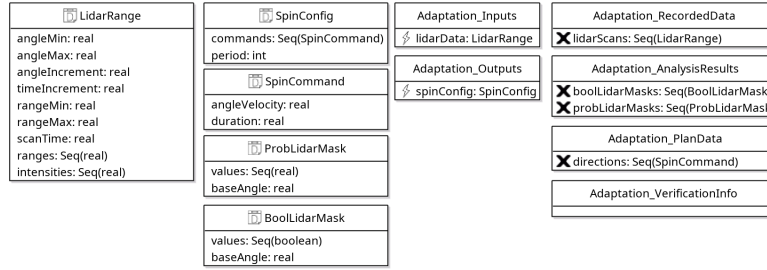 LidarRange
angleMin: real
angleMax: real
angleIncrement: real
timeIncrement: real
rangeMin: real
rangeMax: real
scanTime: real
ranges: Seq(real)
intensities: Seq(real)
SpinConfig
commands: Seq(SpinCommand)
period: int
SpinCommand
angleVelocity: real
duration: real
ProbLidarMask
values: Seq(real)
baseAngle: real
BoolLidarMask
values: Seq(boolean)
baseAngle: real
Adaptation_Inputs
lidarData: LidarRange
Adaptation_Outputs
spinConfig: SpinConfig
Adaptation_RecordedData
lidarScans: Seq(LidarRange)
Adaptation_AnalysisResults
boolLidarMasks: Seq(BoolLidarMask
probLidarMasks: Seq(ProbLidarMask
Adaptation_PlanData
directions: Seq(SpinCommand)
Adaptation_VerificationInfo